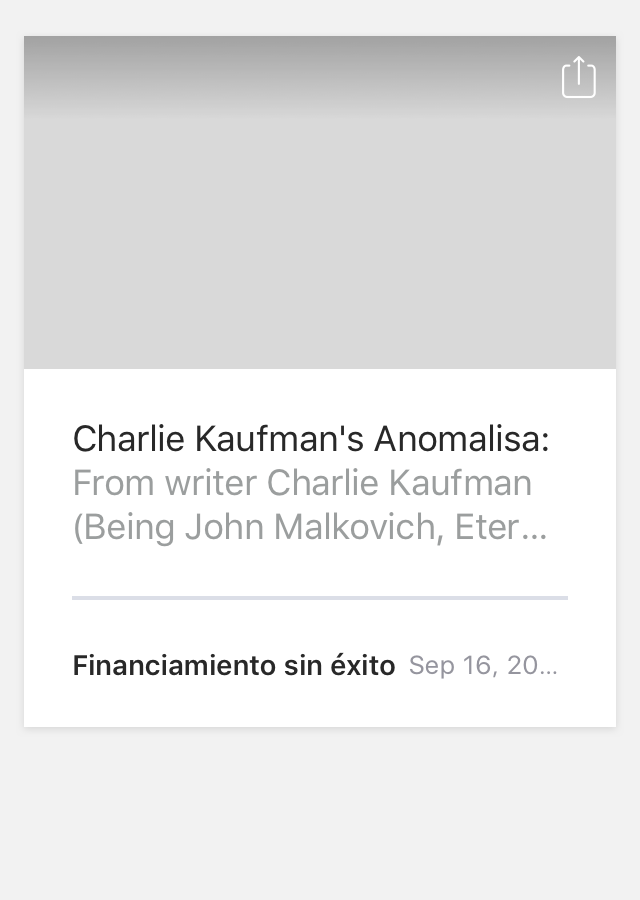 Charlie Kaufman's Anomalisa:
From writer Charlie Kaufman
(Being John Malkovich, Eter...
Financiamiento sin éxito Sep 16, 20...